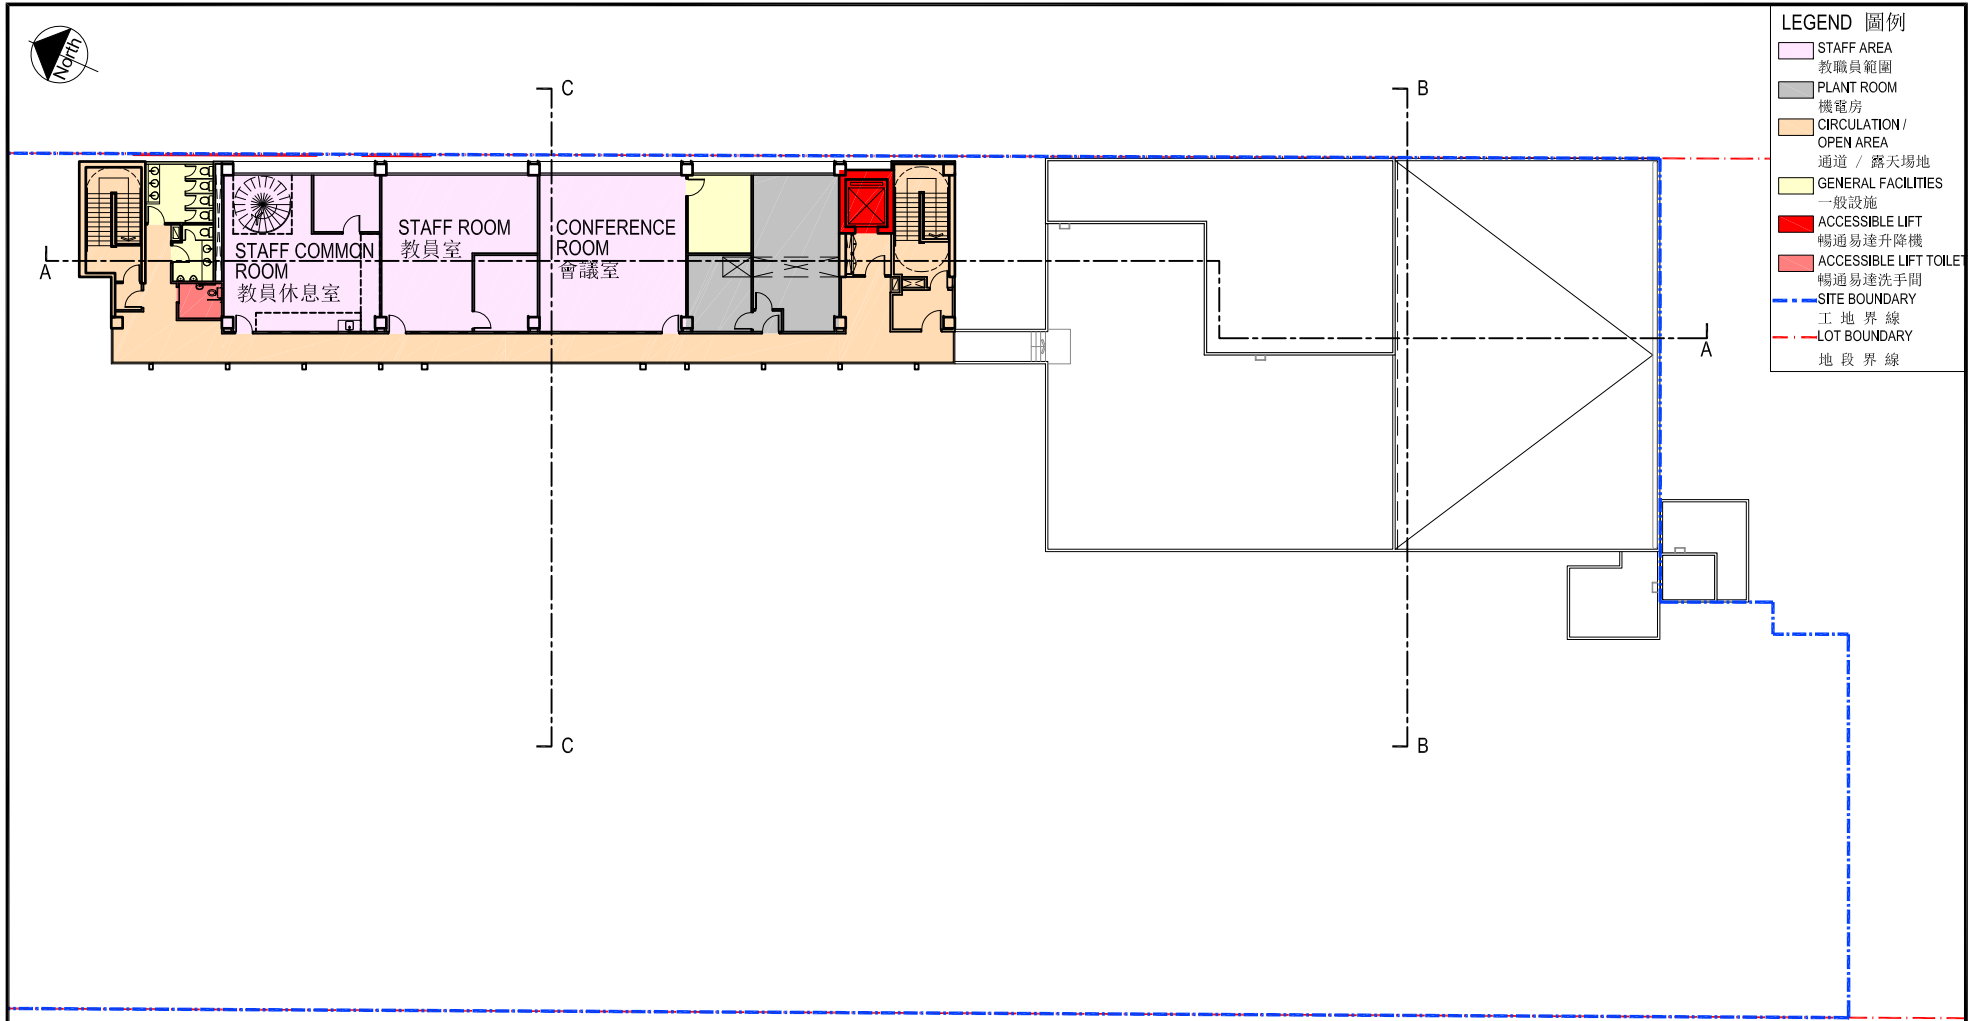 North
LEGEND 圖例
STAFF AREA
教職員範圍
PLANT ROOM
機電房
CIRCULATION /
OPEN AREA
通道 / 露天場地
GENERAL FACILITIES
一般設施
ACCESSIBLE LIFT
暢通易達升降機
ACCESSIBLE LIFT TOILET
暢通易達洗手間
SITE BOUNDARY
工地界線
LOT BOUNDARY
地段界線
C
B
STAFF COMMON
ROOM
教員休息室
STAFF ROOM
教員室
CONFERENCE
ROOM
會議室
A
A
C
B